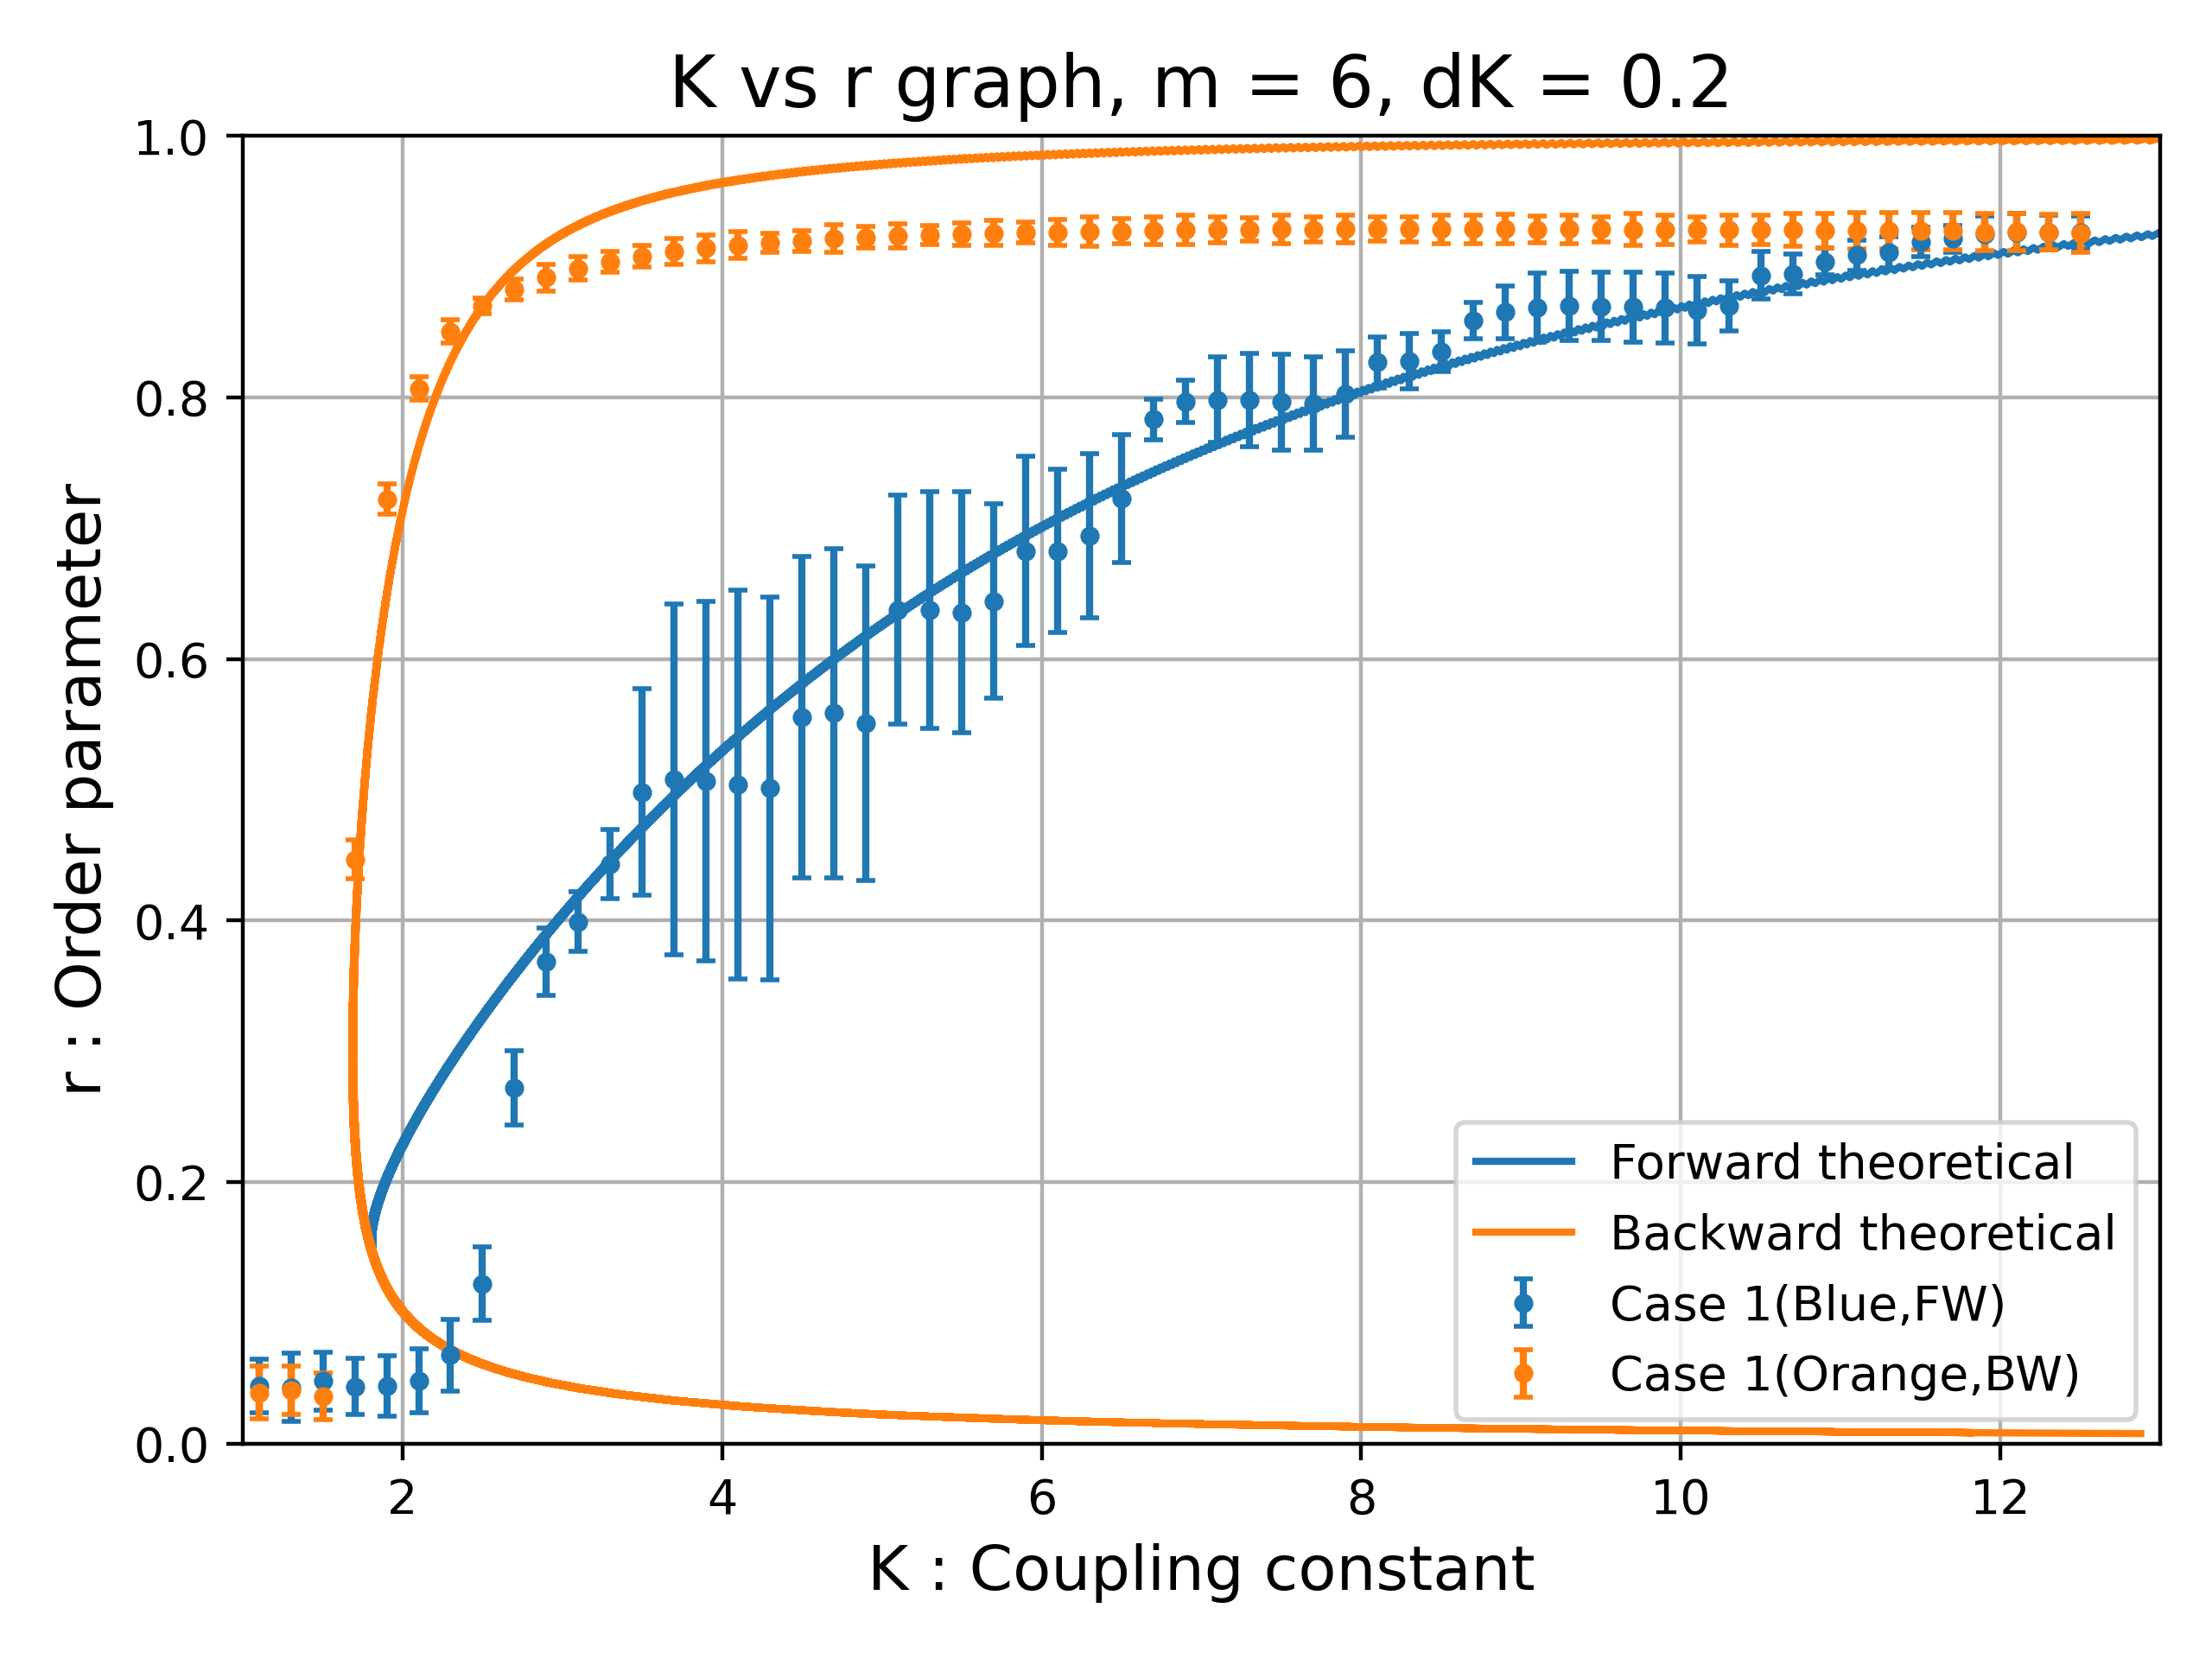 K vs r graph, m = 6, dK = 0.2
1.0
0.8
0.6
0.4
0.2
0.0
r : Order parameter
2 4 6 8 10 12
K : Coupling constant
Forward theoretical
Backward theoretical
Case 1(Blue,FW)
Case 1(Orange,BW)